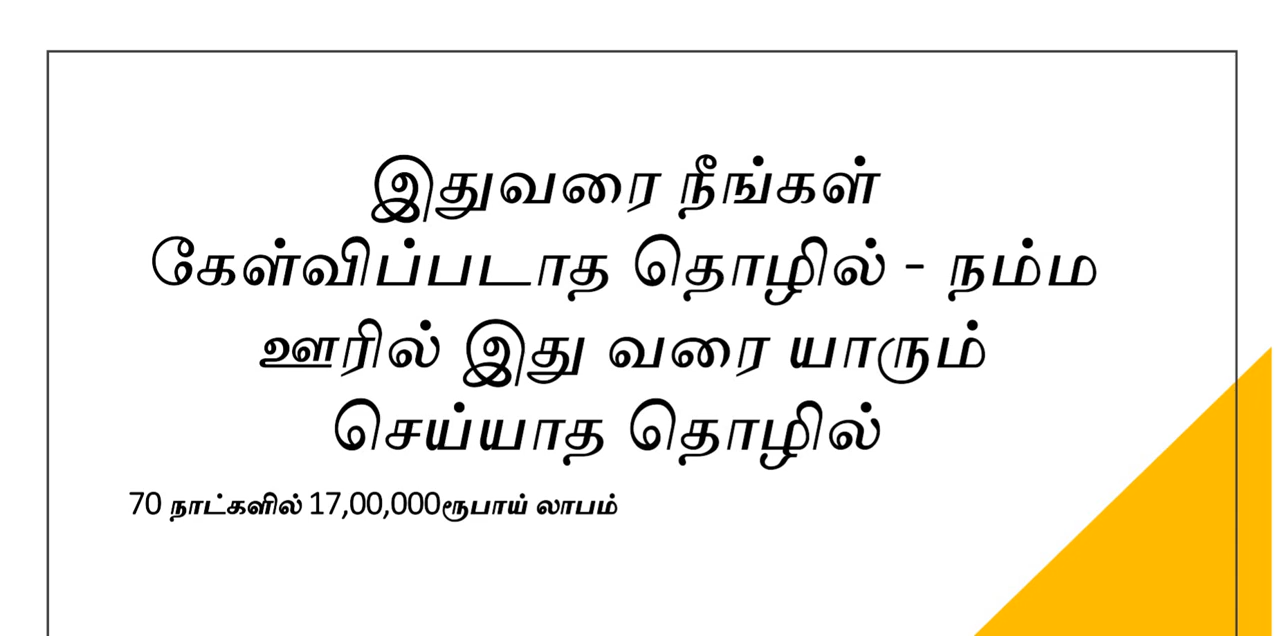 இதுவரை நீங்கள்
கேள்விப்படாத தொழில் - நம்ம
ஊரில் இது வரை யாரும்
செய்யாத தொழில்
70 நாட்களில் 17,00,000ரூபாய் லாபம்